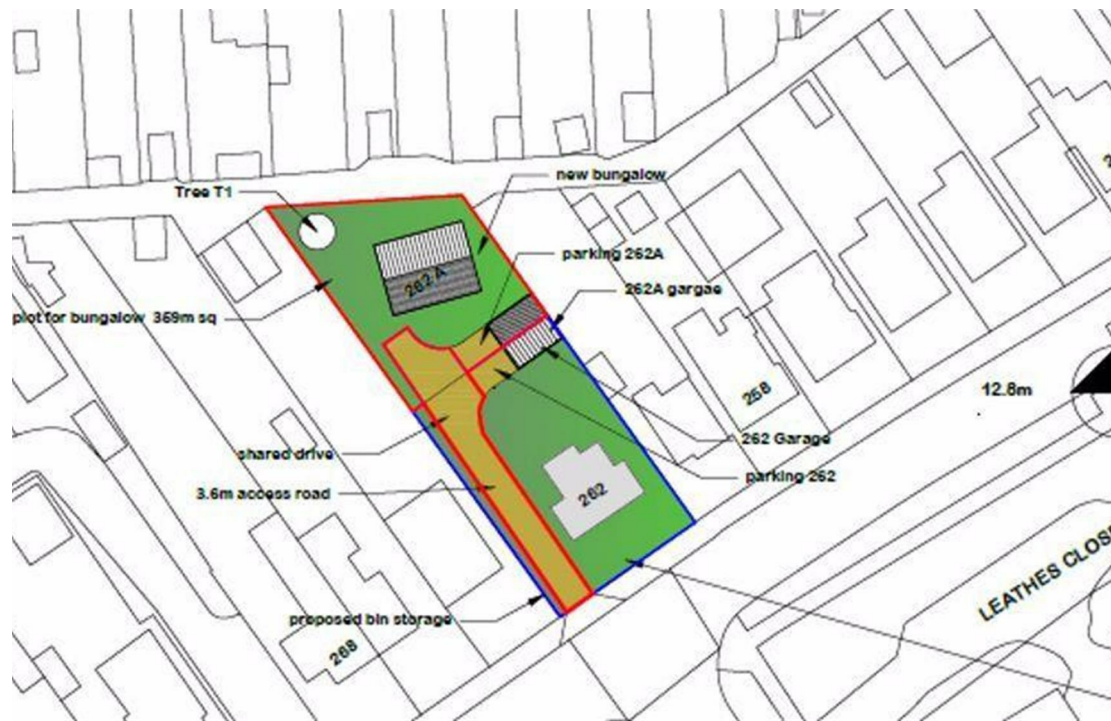 new bungalow
Tree T1
parking 262A
262A
262A gargae
plot for bungalow 359m sq
258
12.8m
262 Garage
shared drive
parking 262
3.6m access road
262
LEATHES CLOS
proposed bin storage
268